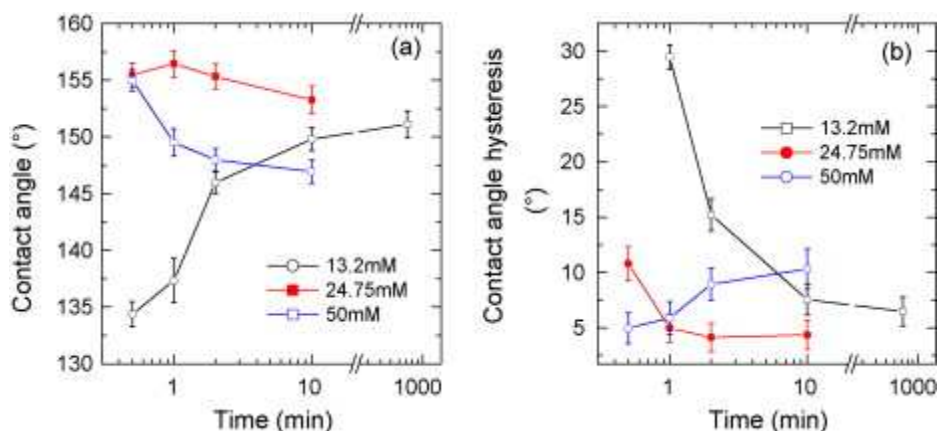 160
155
150
145
140
135
130
Contact angle (°)
(a)
13.2mM
24.75mM
50mM
1
10
1000
Time (min)
30
25
20
15
10
5
Contact angle hysteresis
(°)
(b)
13.2mM
24.75mM
50mM
1
10
1000
Time (min)